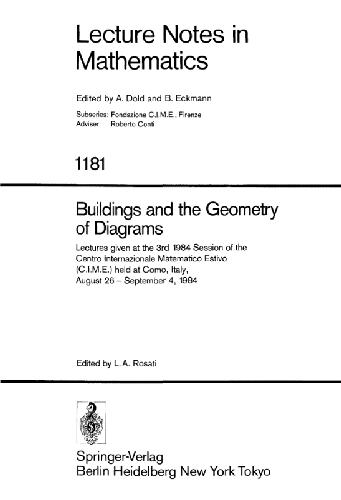 Lecture Notes in
Mathematics
Edited by A. Dold and B. Eckmann
Subseries: Fondazione C.I.M.E., Firenze
Adviser: Roberto Conti
1181
Buildings and the Geometry
of Diagrams
Lectures given at the 3rd 1984 Session of the
Centro Internazionale Matematico Estivo
(C.I.M.E.) held at Como, Italy,
August 26 – September 4, 1984
Edited by L.A. Rosati
Springer-Verlag
Berlin Heidelberg New York Tokyo